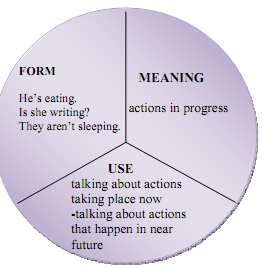 FORM
He's eating.
Is she writing?
They aren't sleeping.
MEANING
actions in progress
USE
talking about actions
taking place now
-talking about actions
that happen in near
future